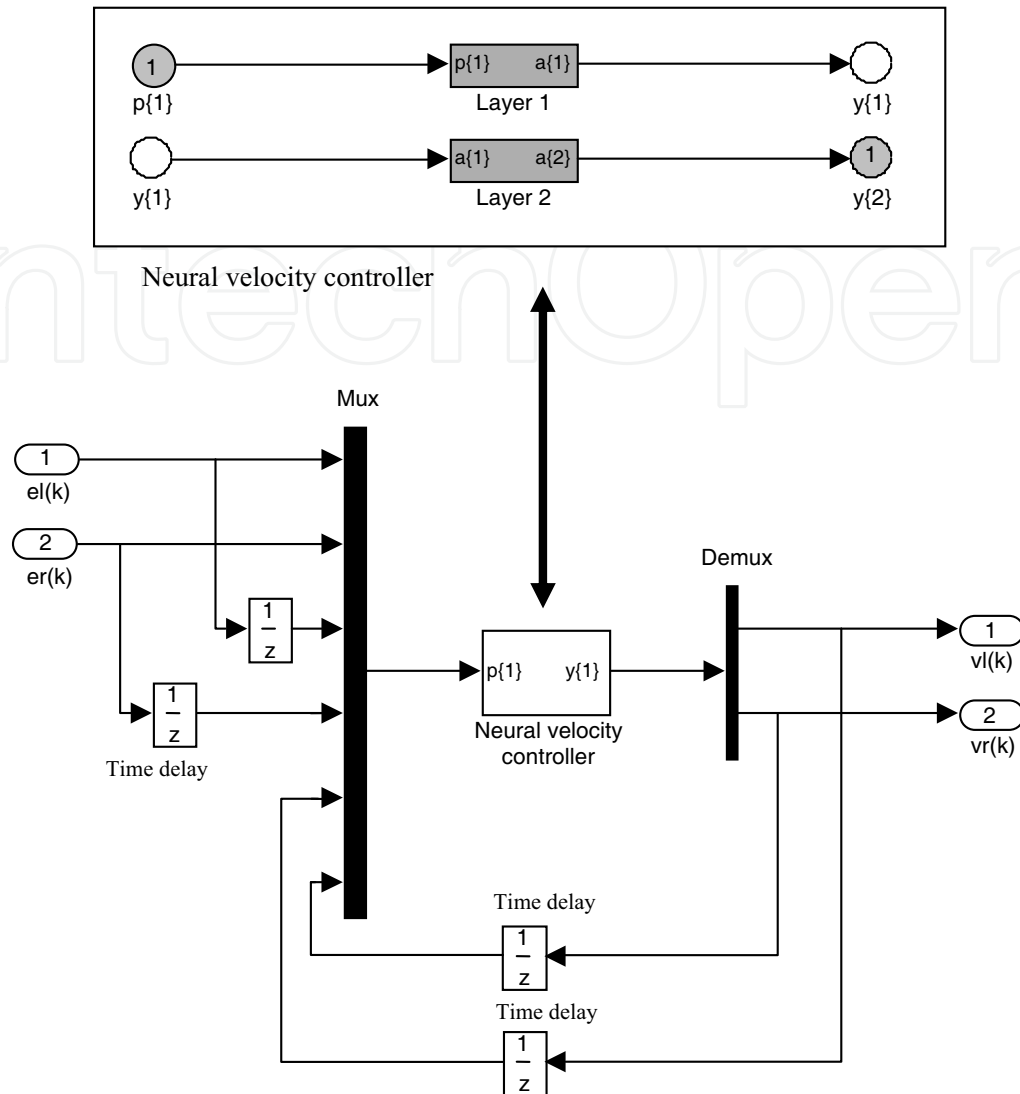 1
p{1}
p{1} a{1}
Layer 1
y{1}
y{1}
a{1} a{2}
Layer 2
1
y{2}
Neural velocity controller
Mux
1
el(k)
2
er(k)
1
z
1
z
Time delay
p{1} y{1}
Neural velocity
controller
Demux
1
vl(k)
2
vr(k)
Time delay
1
z
Time delay
1
z